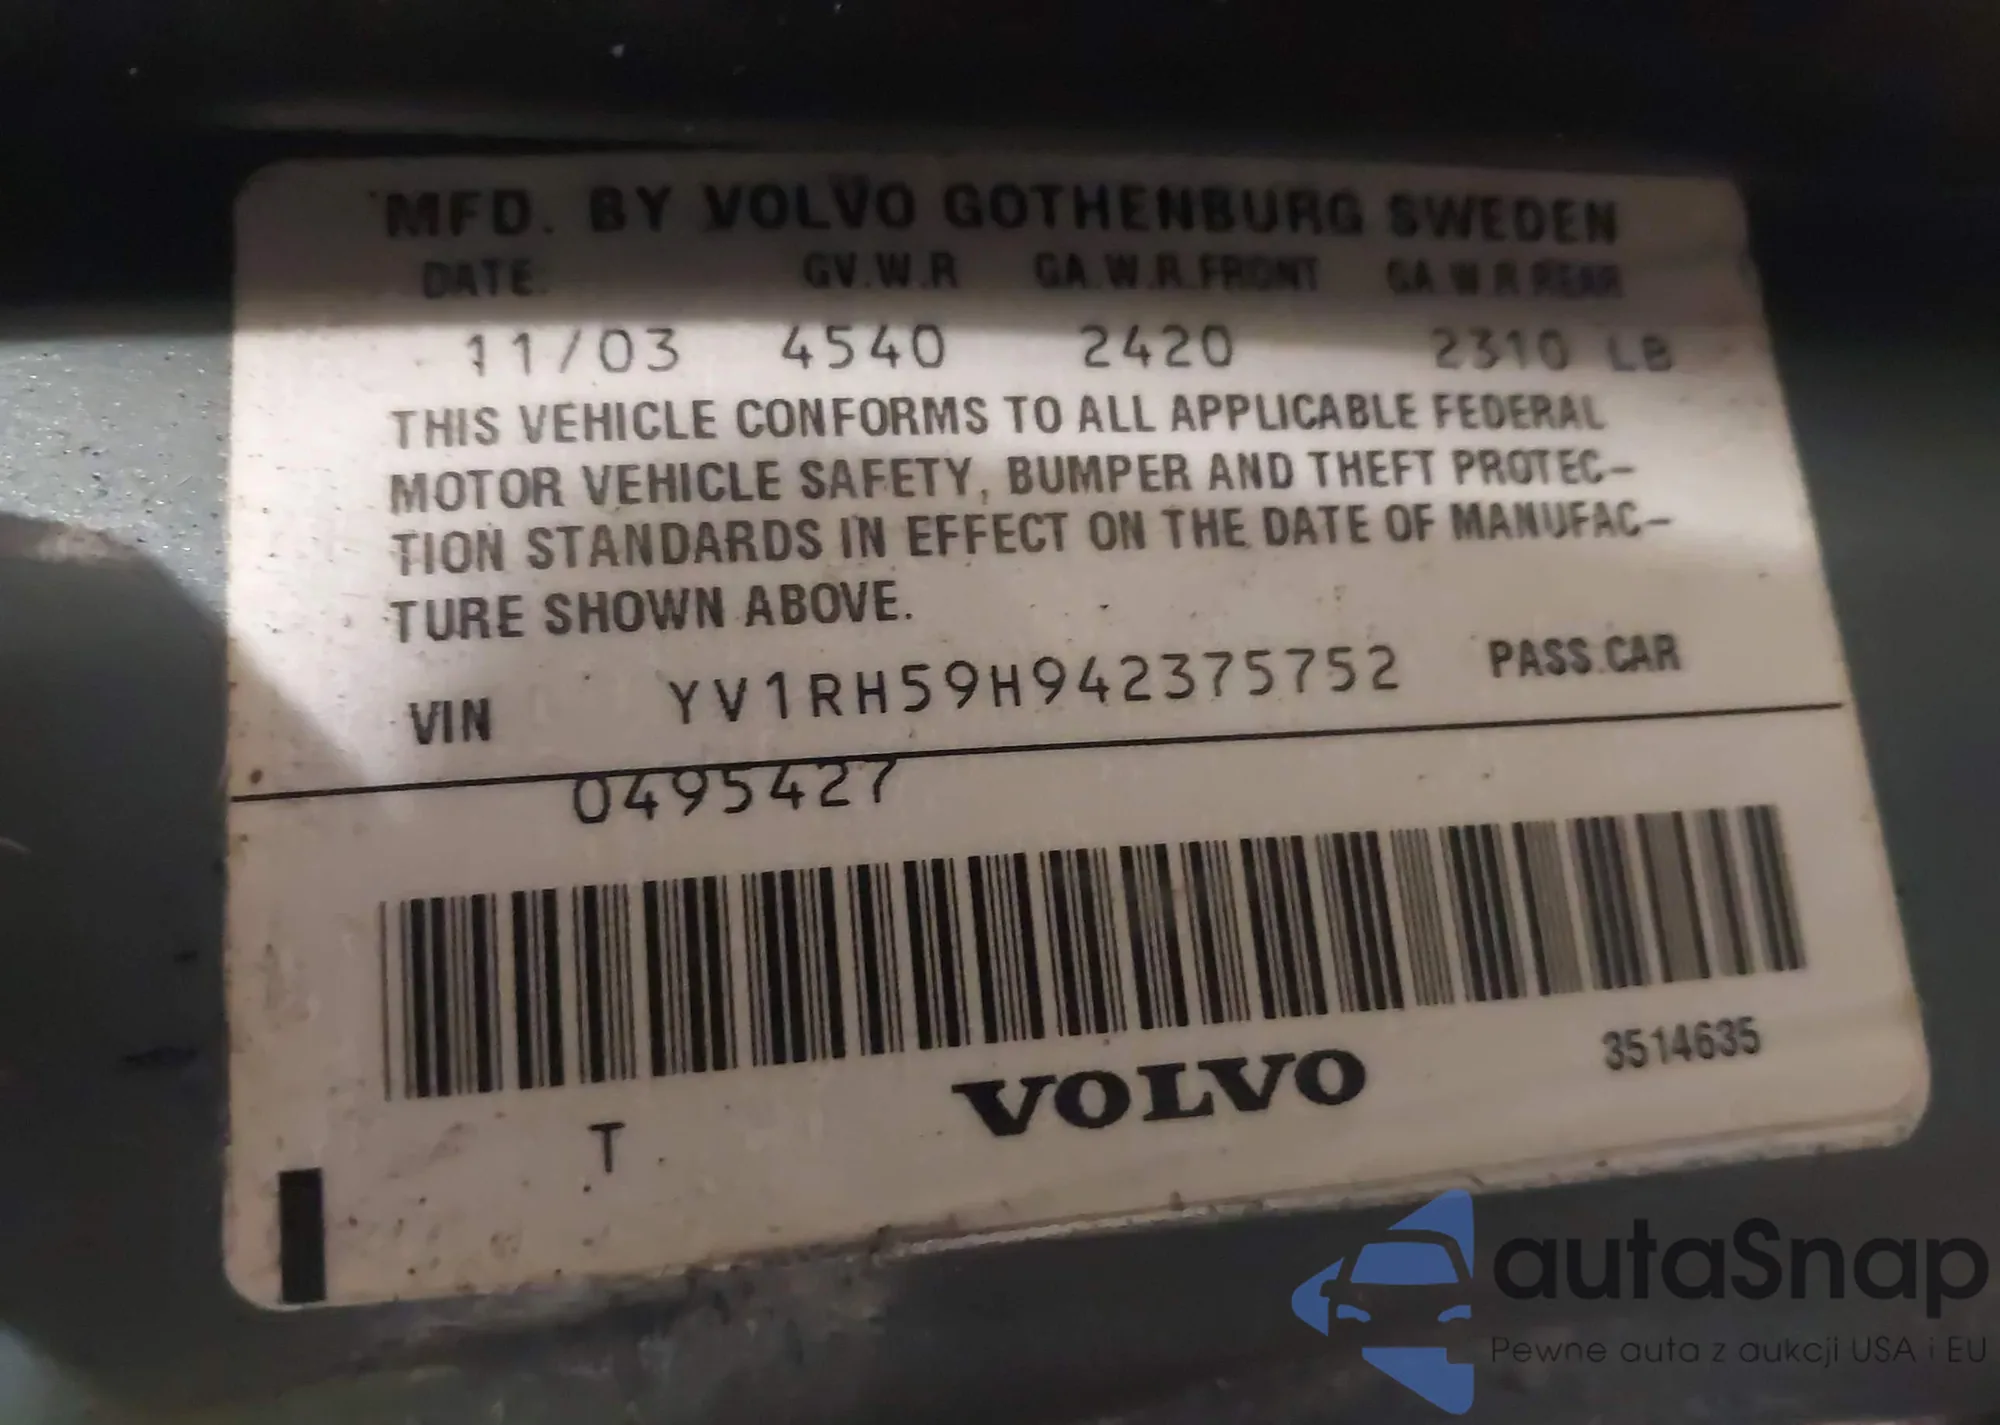 MFD. BY VOLVO GOTHENBURG SWEDEN
DATE. GV.W.R GA.W.R.FRONT GA.W.R.REAR
11/03 4540 2420 2310 LB
THIS VEHICLE CONFORMS TO ALL APPLICABLE FEDERAL
MOTOR VEHICLE SAFETY, BUMPER AND THEFT PROTEC-
TION STANDARDS IN EFFECT ON THE DATE OF MANUFAC-
TURE SHOWN ABOVE.
VIN YV1RH59H942375752 PASS.CAR
0495427
3514635
VOLVO
T
autaSnap
Pewne auta z aukcji USA i EU